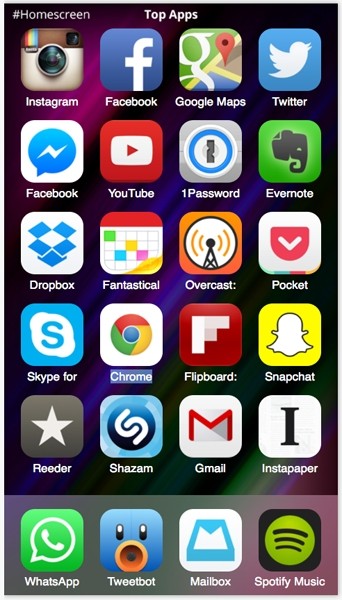 #Homescreen Top Apps
Instagram Facebook Google Maps Twitter
Facebook YouTube 1Password Evernote
Dropbox Fantastical Overcast: Pocket
Skype for Chrome Flipboard: Snapchat
Reeder Shazam Gmail Instapaper
WhatsApp Tweetbot Mailbox Spotify Music